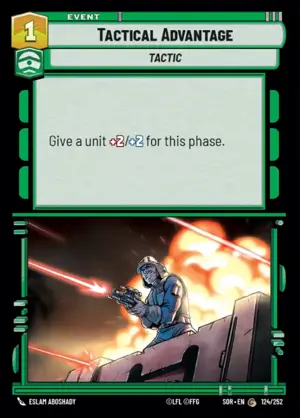 EVENT
1
TACTICAL ADVANTAGE
TACTIC
Give a unit +2/+2 for this phase.
ESLAM ABOSHADY ©LFL ©FFG SOR • EN 124/252